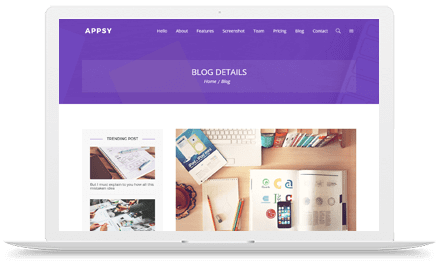 APPSY
Hello About Features Screenshot Team Pricing Blog Contact
BLOG DETAILS
Home / Blog
TRENDING POST
But I must explain to you how all this mistaken idea